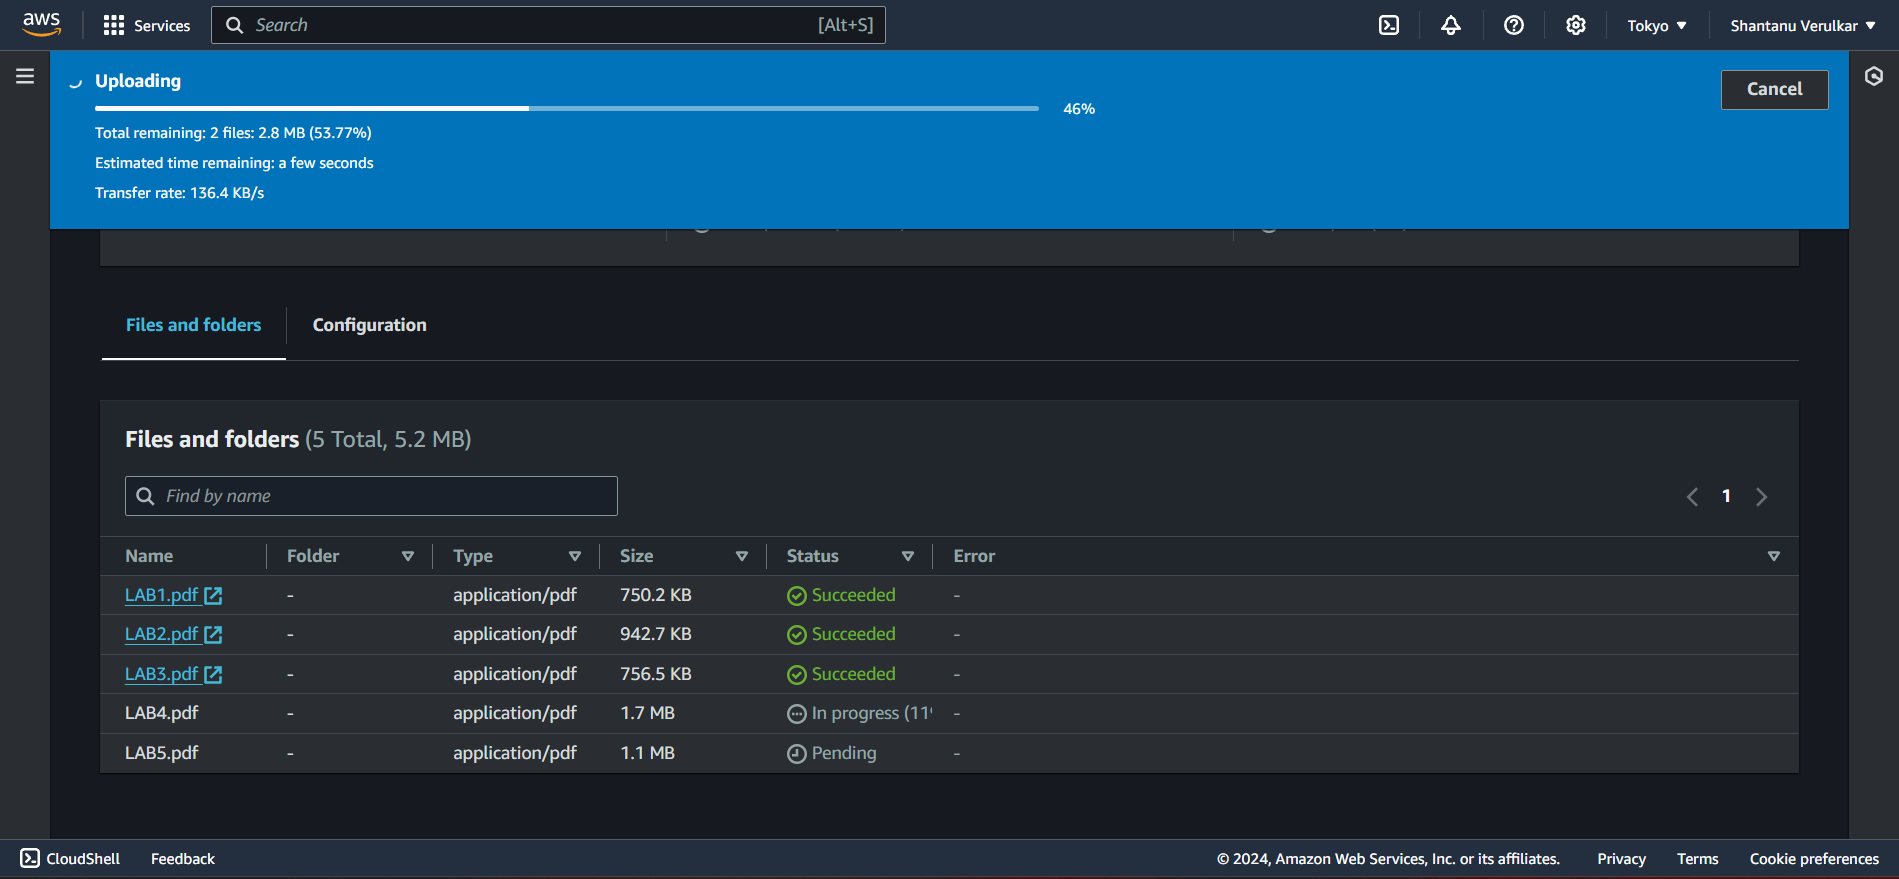 aws Services Search [Alt+S] Tokyo Shantanu Verulkar
Uploading
Cancel
46%
Total remaining: 2 files: 2.8 MB (53.77%)
Estimated time remaining: a few seconds
Transfer rate: 136.4 KB/s
Files and folders Configuration
Files and folders (5 Total, 5.2 MB)
Find by name
1
Name Folder Type Size Status Error
LAB1.pdf - application/pdf 750.2 KB Succeeded -
LAB2.pdf - application/pdf 942.7 KB Succeeded -
LAB3.pdf - application/pdf 756.5 KB Succeeded -
LAB4.pdf - application/pdf 1.7 MB In progress (11 -
LAB5.pdf - application/pdf 1.1 MB Pending -
CloudShell Feedback © 2024, Amazon Web Services, Inc. or its affiliates. Privacy Terms Cookie preferences